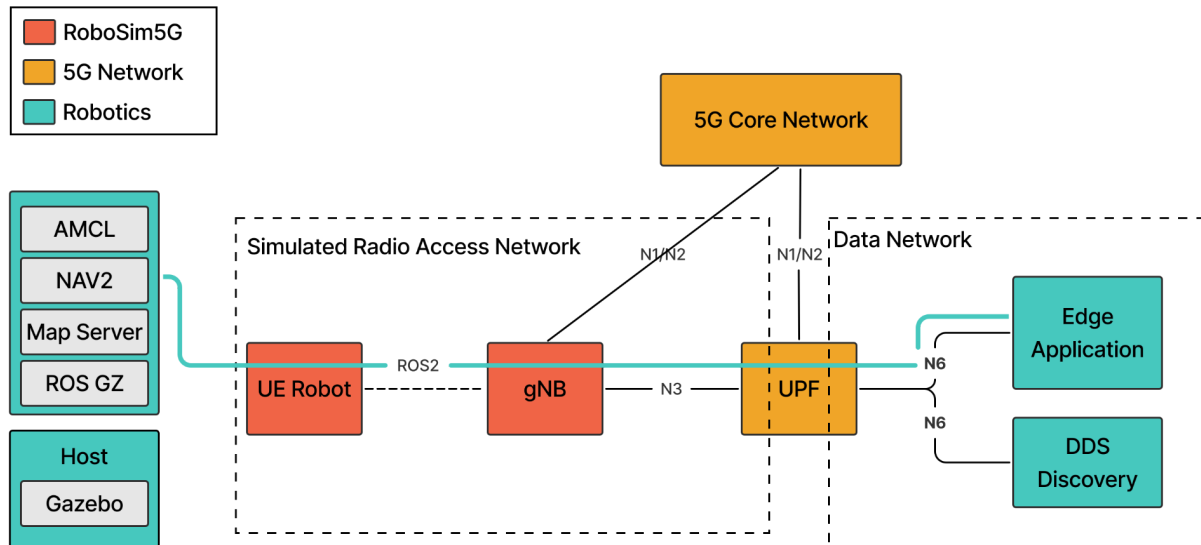 RoboSim5G
5G Network
Robotics
5G Core Network
AMCL
NAV2
Map Server
ROS GZ
Host
Gazebo
Simulated Radio Access Network
N1/N2
N1/N2
Data Network
UE Robot
ROS2
gNB
N3
UPF
N6
N6
Edge
Application
DDS
Discovery